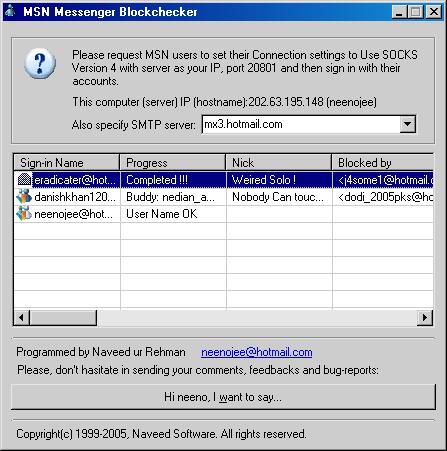 MSN Messenger Blockchecker
Please request MSN users to set their Connection settings to Use SOCKS
Version 4 with server as your IP, port 20801 and then sign in with their
accounts.
This computer (server) IP (hostname):202.63.195.148 (neenojee)
Also specify SMTP server: mx3.hotmail.com
Sign-in Name Progress Nick Blocked by
eradicater@hot... Completed !!! Weired Solo ! <j4some1@hotmail.c
danishkhan120... Buddy: nedian_a... Nobody Can touc... <dodi_2005pks@ho
neenojee@hot... User Name OK
Programmed by Naveed ur Rehman neenojee@hotmail.com
Please, don't hasitate in sending your comments, feedbacks and bug-reports:
Hi neeno, I want to say...
Copyright(c) 1999-2005, Naveed Software. All rights reserved.